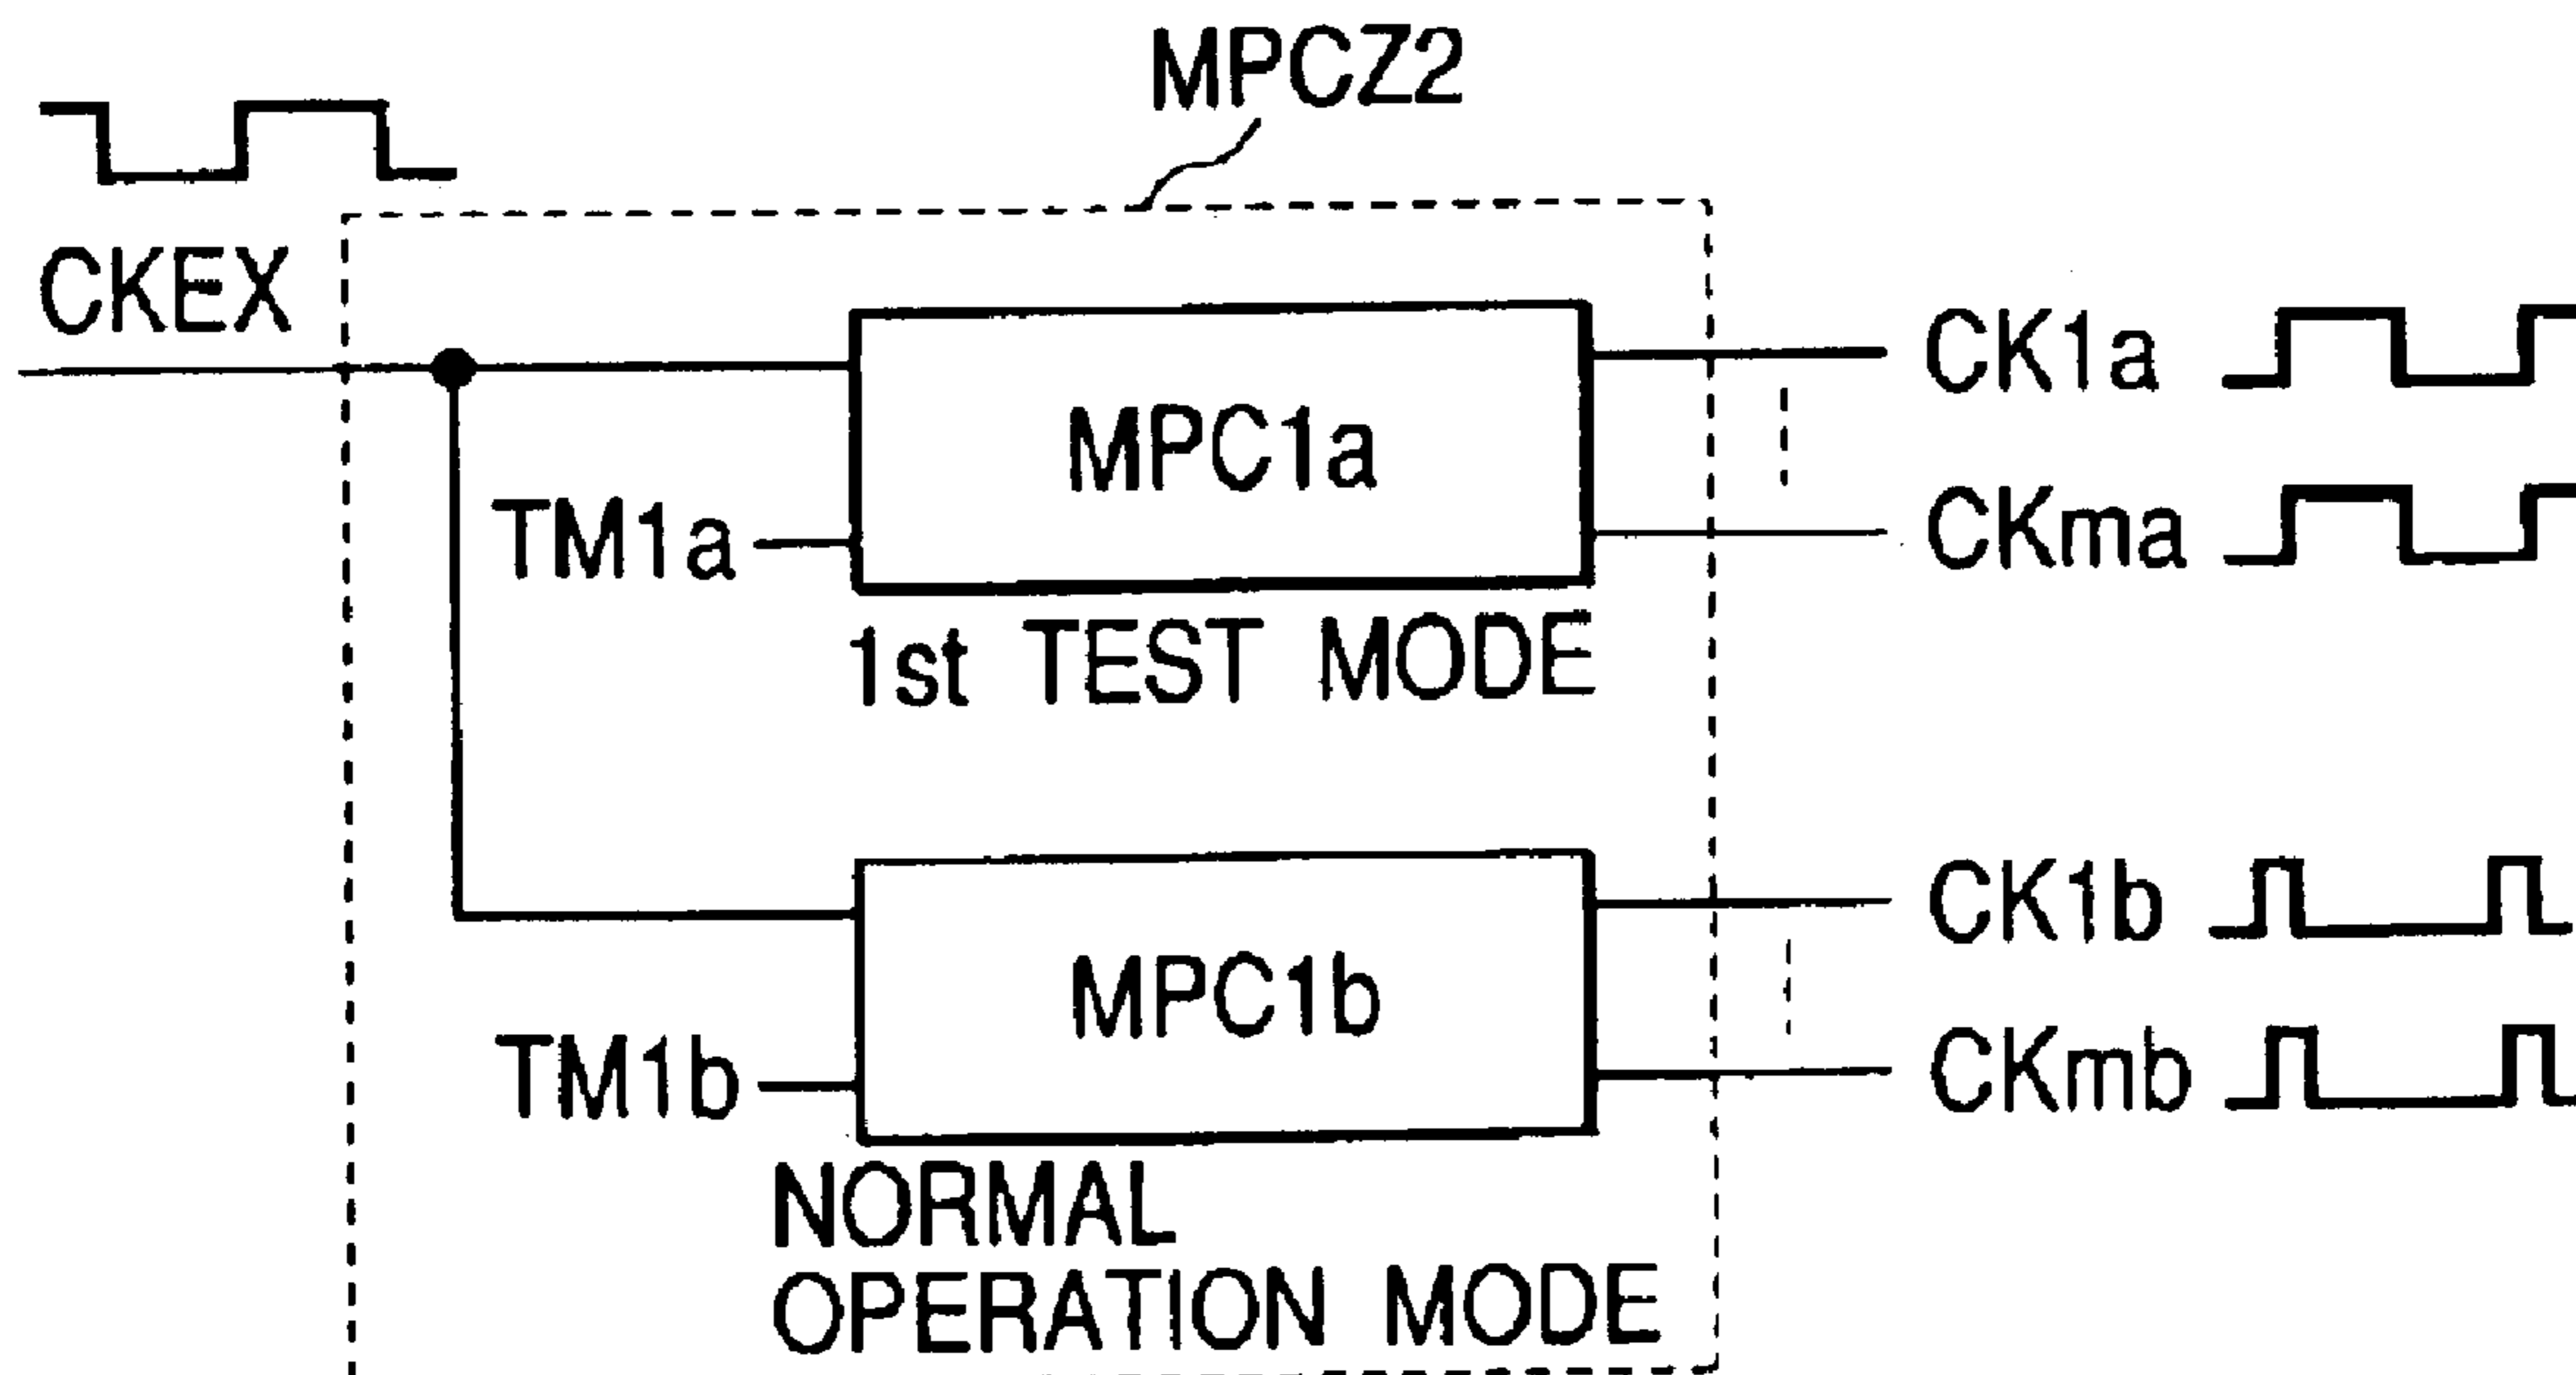 MPCZ2
CKEX
MPC1a
TM1a
1st TEST MODE
CK1a
CKma
MPC1b
TM1b
NORMAL
OPERATION MODE
CK1b
CKmb